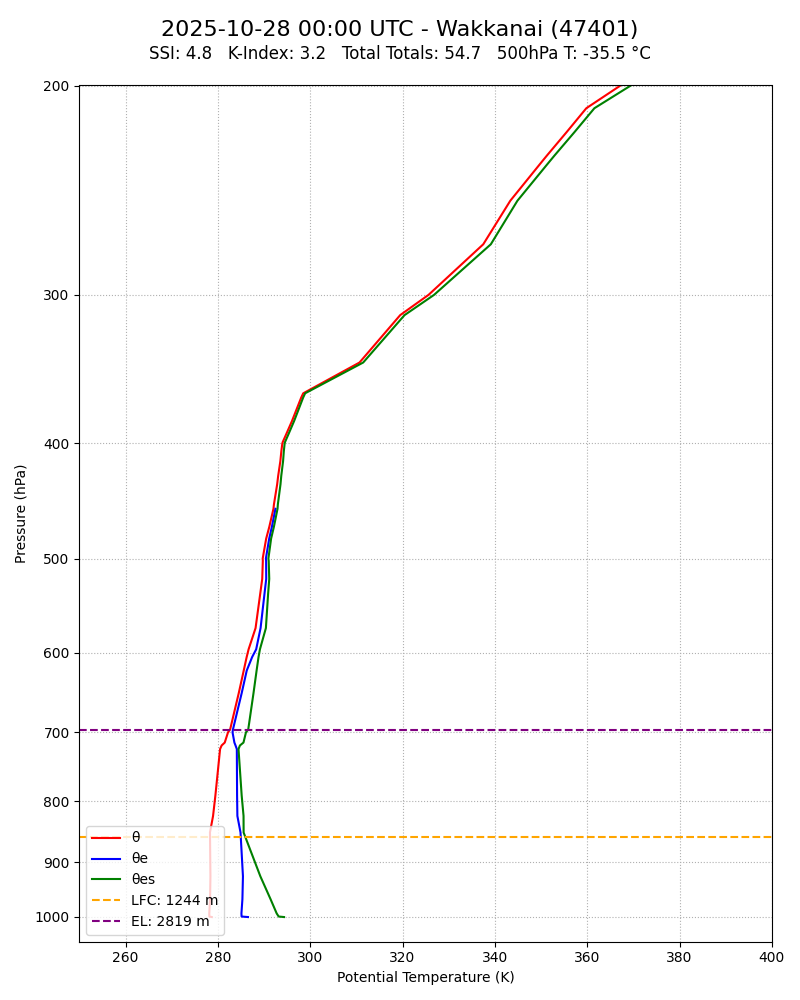 2025-10-28 00:00 UTC - Wakkanai (47401)
SSI: 4.8   K-Index: 3.2   Total Totals: 54.7   500hPa T: -35.5 °C
200
300
400
500
600
700
800
900
1000
Pressure (hPa)
θ
θe
θes
LFC: 1244 m
EL: 2819 m
260 280 300 320 340 360 380 400
Potential Temperature (K)